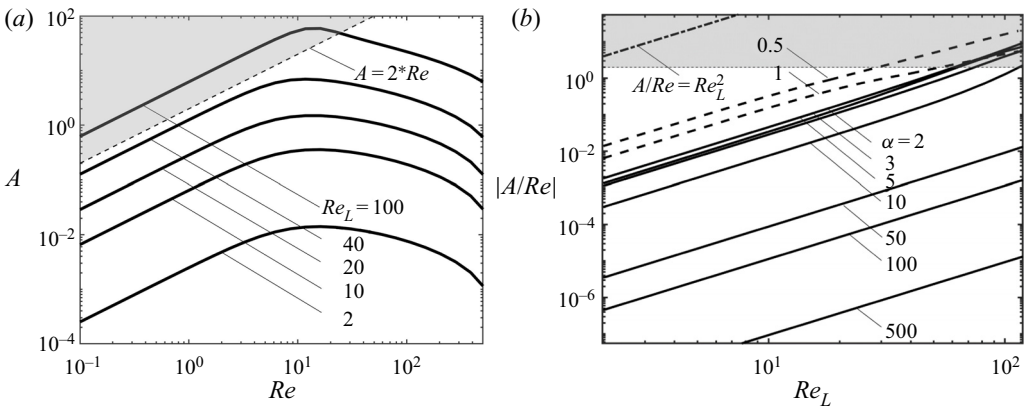 (a)
10^2
10^0
10^−2
10^−4
A
A = 2*Re
Re_L = 100
40
20
10
2
10^−1
10^0
10^1
10^2
Re
(b)
10^0
10^−2
10^−4
10^−6
|A/Re|
0.5
1
A/Re = Re_L^2
α = 2
3
5
10
50
100
500
10^1
10^2
Re_L